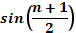 sin(n + 1 / 2)